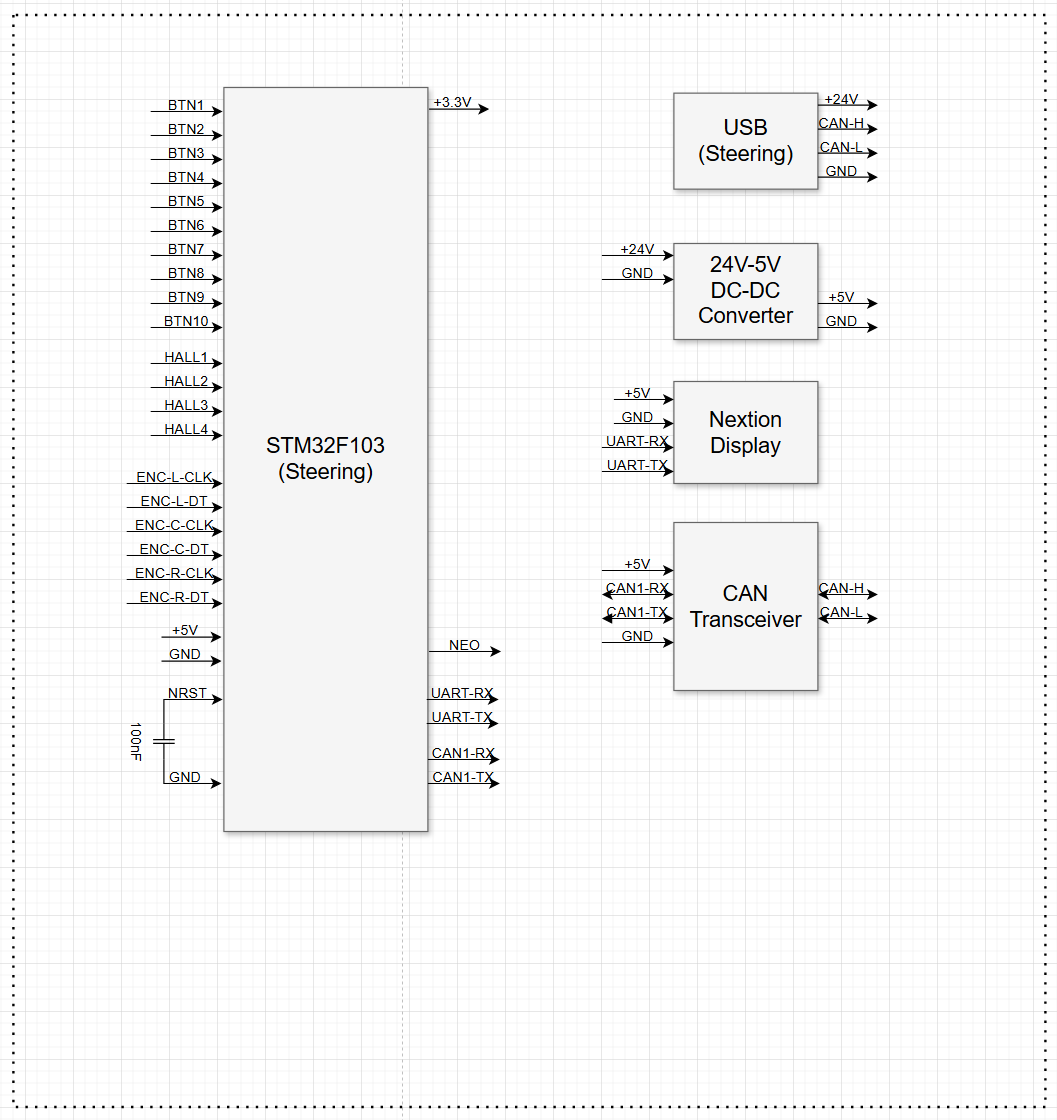 BTN1
BTN2
BTN3
BTN4
BTN5
BTN6
BTN7
BTN8
BTN9
BTN10
HALL1
HALL2
HALL3
HALL4
ENC-L-CLK
ENC-L-DT
ENC-C-CLK
ENC-C-DT
ENC-R-CLK
ENC-R-DT
+5V
GND
NRST
100nF
GND
STM32F103
(Steering)
+3.3V
NEO
UART-RX
UART-TX
CAN1-RX
CAN1-TX
USB
(Steering)
+24V
CAN-H
CAN-L
GND
+24V
GND
24V-5V
DC-DC
Converter
+5V
GND
+5V
GND
UART-RX
UART-TX
Nextion
Display
+5V
CAN1-RX
CAN1-TX
GND
CAN
Transceiver
CAN-H
CAN-L